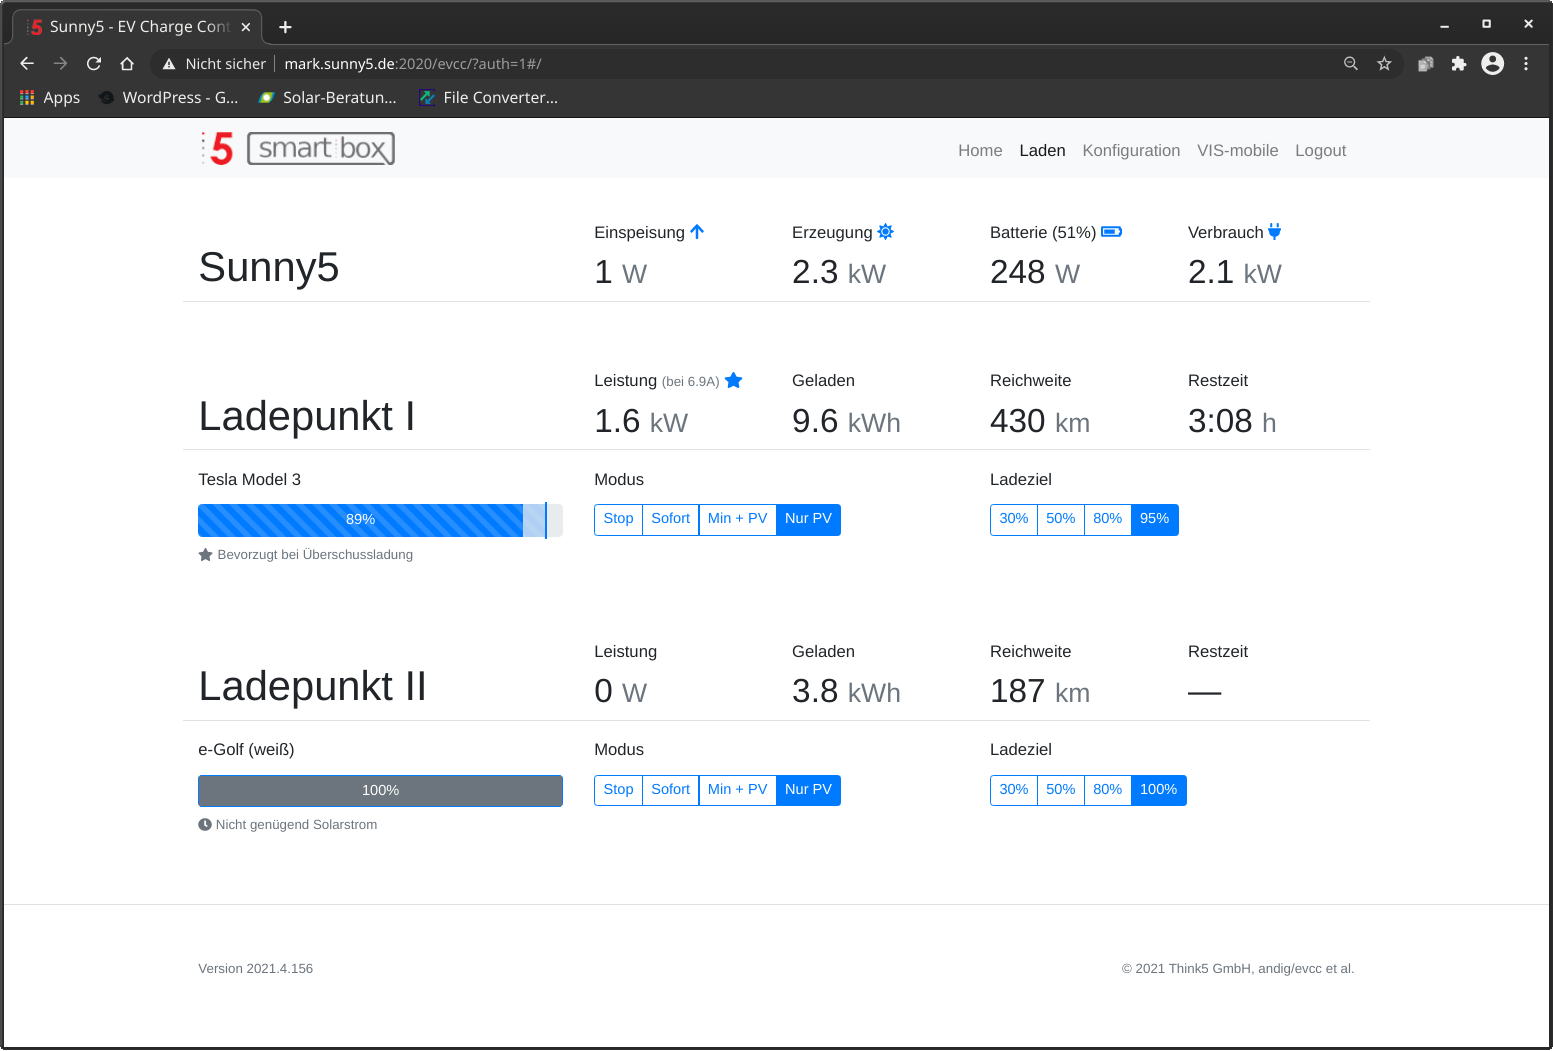 5 Sunny5 - EV Charge Cont
Nicht sicher mark.sunny5.de:2020/evcc/?auth=1#/
Apps WordPress - G... Solar-Beratun... File Converter...
5 smart box Home Laden Konfiguration VIS-mobile Logout
Einspeisung Erzeugung Batterie (51%) Verbrauch
Sunny5 1 W 2.3 kW 248 W 2.1 kW
Leistung (bei 6.9A) Geladen Reichweite Restzeit
Ladepunkt I 1.6 kW 9.6 kWh 430 km 3:08 h
Tesla Model 3 Modus Ladeziel
89% Stop Sofort Min + PV Nur PV 30% 50% 80% 95%
Bevorzugt bei Überschussladung
Leistung Geladen Reichweite Restzeit
Ladepunkt II 0 W 3.8 kWh 187 km —
e-Golf (weiß) Modus Ladeziel
100% Stop Sofort Min + PV Nur PV 30% 50% 80% 100%
Nicht genügend Solarstrom
Version 2021.4.156 © 2021 Think5 GmbH, andig/evcc et al.